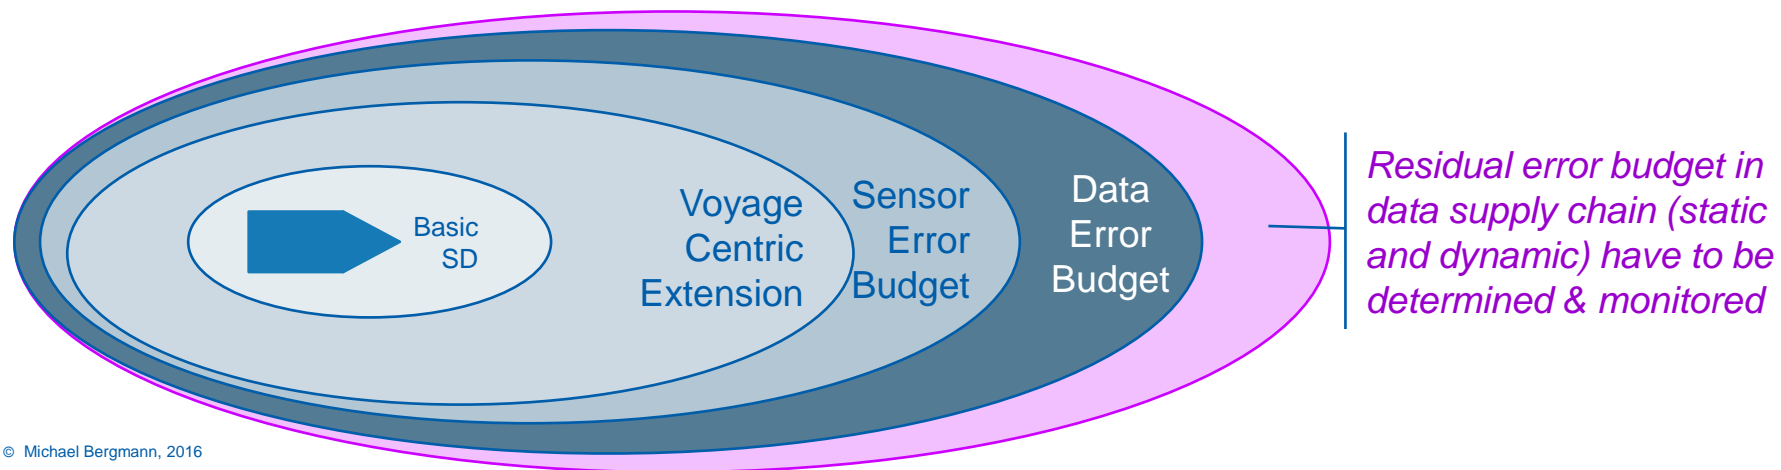 Basic
SD
Voyage
Centric
Extension
Sensor
Error
Budget
Data
Error
Budget
Residual error budget in
data supply chain (static
and dynamic) have to be
determined & monitored
© Michael Bergmann, 2016